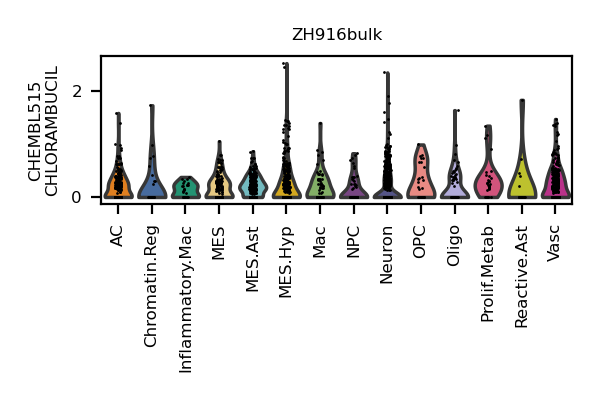 ZH916bulk
CHEMBL515
CHLORAMBUCIL
2
0
AC
Chromatin.Reg
Inflammatory.Mac
MES
MES.Ast
MES.Hyp
Mac
NPC
Neuron
OPC
Oligo
Prolif.Metab
Reactive.Ast
Vasc